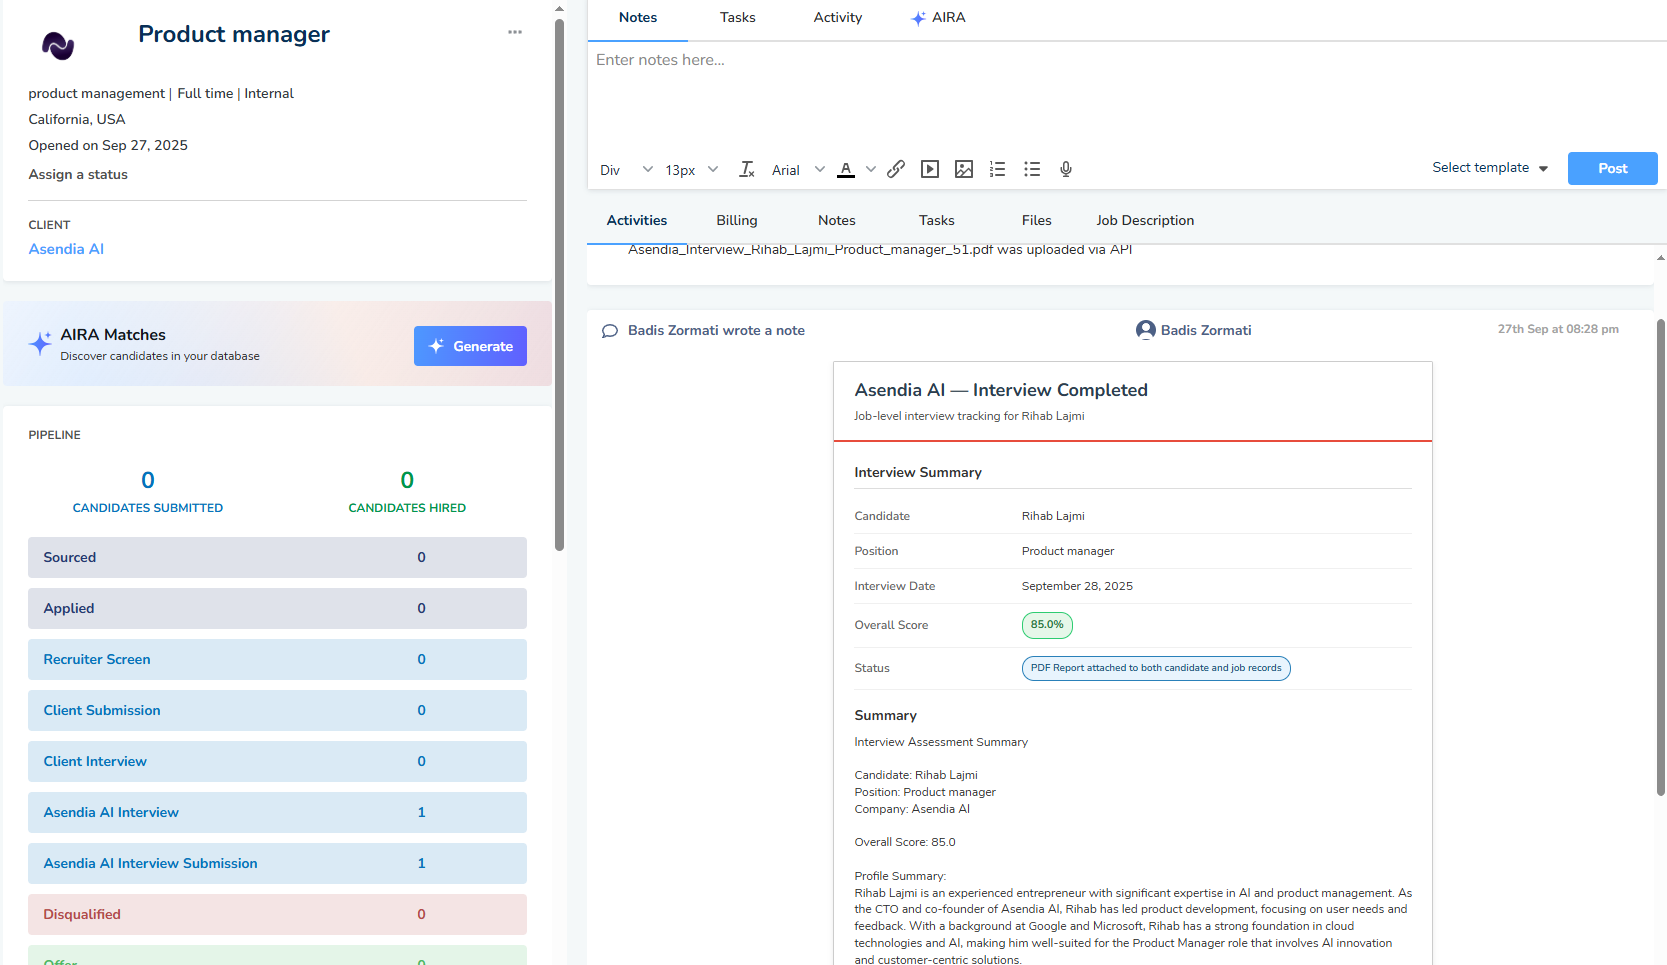 Product manager
product management | Full time | Internal
California, USA
Opened on Sep 27, 2025
Assign a status
CLIENT
Asendia AI
AIRA Matches
Discover candidates in your database
Generate
PIPELINE
0
CANDIDATES SUBMITTED
0
CANDIDATES HIRED
Sourced 0
Applied 0
Recruiter Screen 0
Client Submission 0
Client Interview 0
Asendia AI Interview 1
Asendia AI Interview Submission 1
Disqualified 0
Offer 0
Notes Tasks Activity AIRA
Enter notes here...
Div 13px Arial A Select template Post
Activities Billing Notes Tasks Files Job Description
Asendia_Interview_Rihab_Lajmi_Product_manager_51.pdf was uploaded via API
Badis Zormati wrote a note Badis Zormati 27th Sep at 08:28 pm
Asendia AI — Interview Completed
Job-level interview tracking for Rihab Lajmi
Interview Summary
Candidate Rihab Lajmi
Position Product manager
Interview Date September 28, 2025
Overall Score 85.0%
Status PDF Report attached to both candidate and job records
Summary
Interview Assessment Summary
Candidate: Rihab Lajmi
Position: Product manager
Company: Asendia AI
Overall Score: 85.0
Profile Summary:
Rihab Lajmi is an experienced entrepreneur with significant expertise in AI and product management. As
the CTO and co-founder of Asendia AI, Rihab has led product development, focusing on user needs and
feedback. With a background at Google and Microsoft, Rihab has a strong foundation in cloud
technologies and AI, making him well-suited for the Product Manager role that involves AI innovation
and customer-centric solutions.